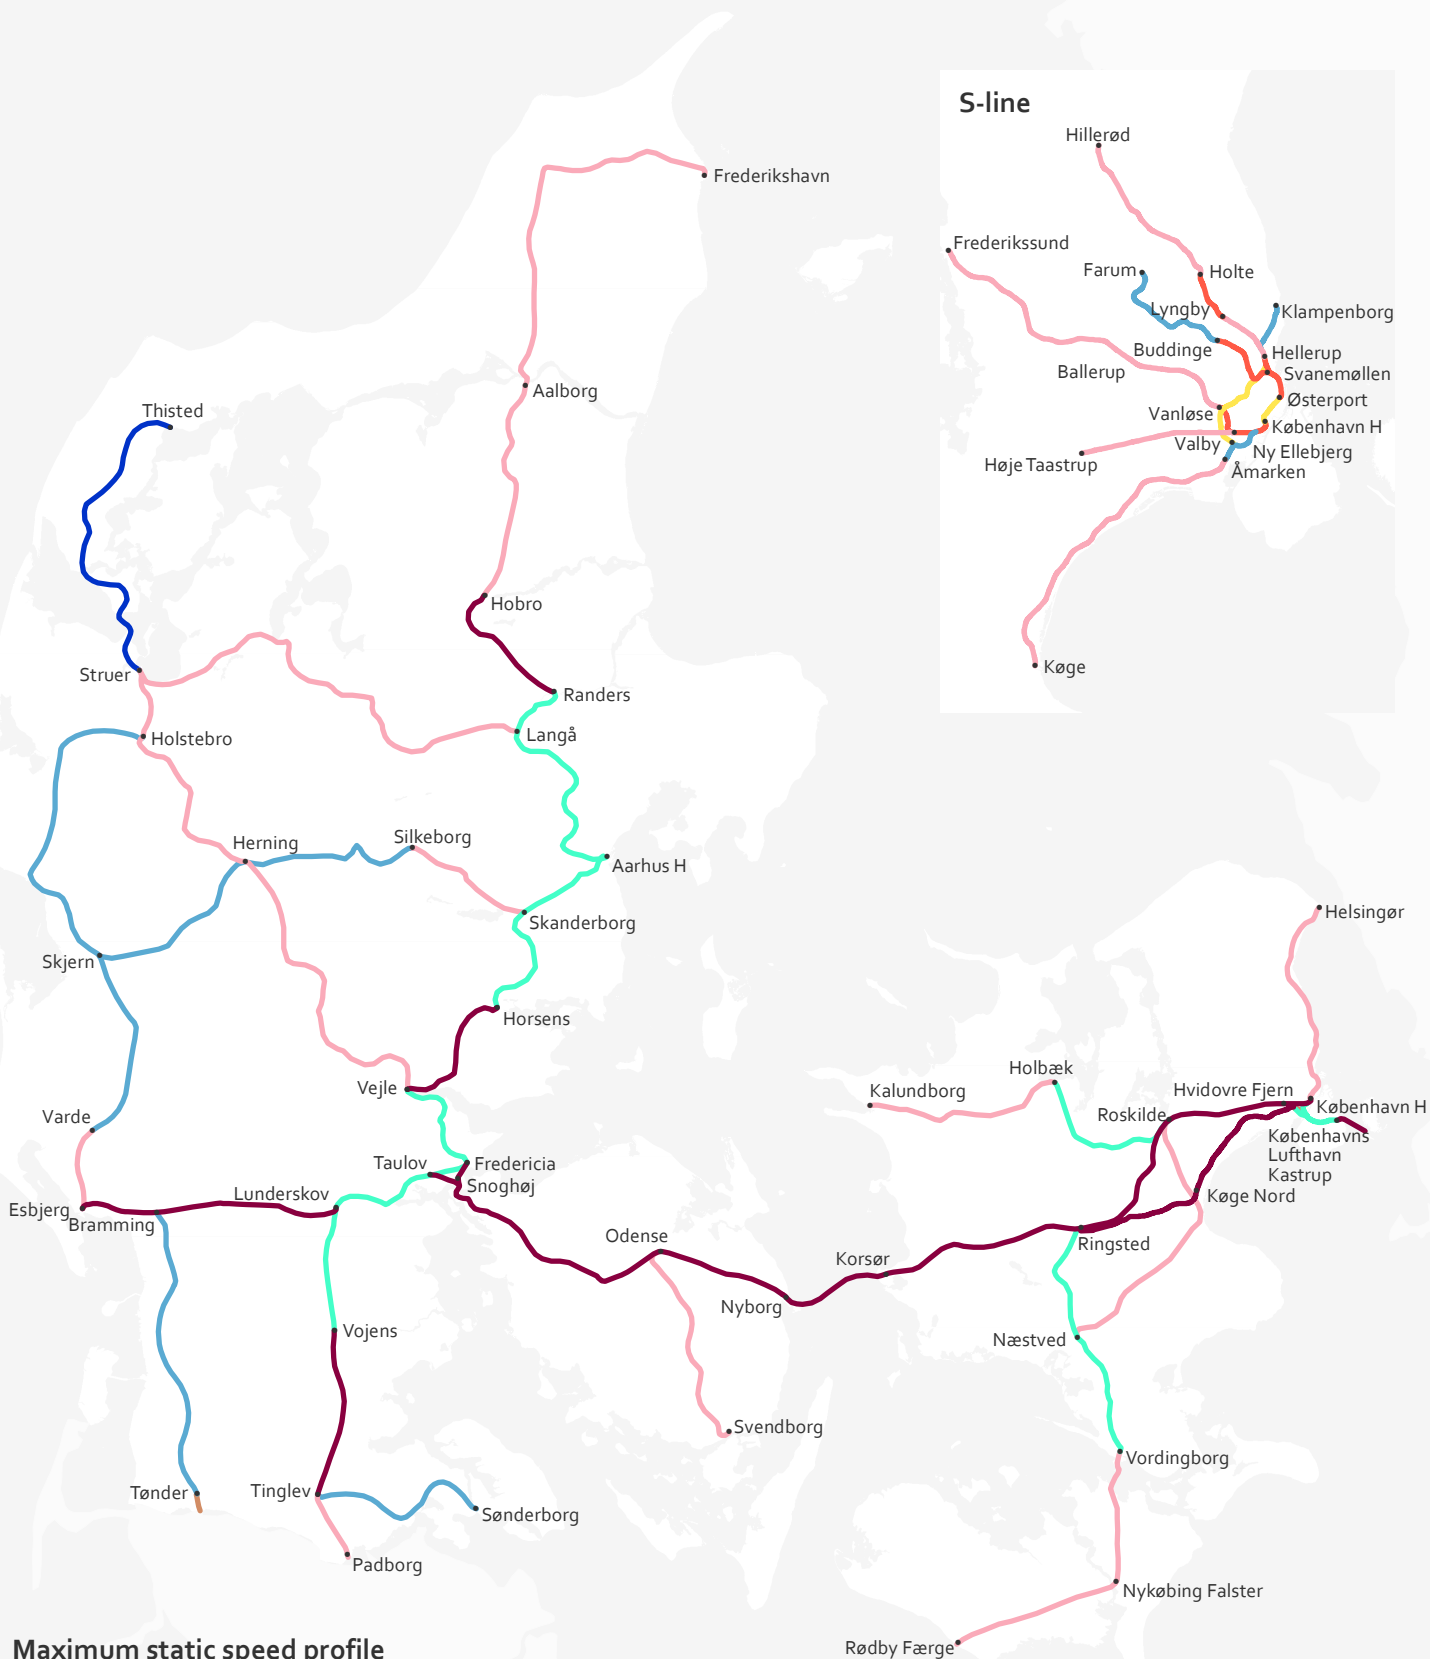 S-line
Hillerød
Frederikshavn
Frederikssund
Farum
Holte
Lyngby
Klampenborg
Buddinge
Hellerup
Ballerup
Svanemøllen
Østerport
Vanløse
København H
Valby
Ny Ellebjerg
Høje Taastrup
Åmarken
Køge
Aalborg
Thisted
Hobro
Struer
Randers
Holstebro
Langå
Herning
Silkeborg
Aarhus H
Skanderborg
Skjern
Horsens
Helsingør
Vejle
Holbæk
Kalundborg
Hvidovre Fjern
Roskilde
København H
Københavns
Lufthavn
Kastrup
Varde
Taulov
Fredericia
Snoghøj
Køge Nord
Esbjerg
Bramming
Lunderskov
Odense
Korsør
Ringsted
Nyborg
Vojens
Næstved
Svendborg
Vordingborg
Tønder
Tinglev
Sønderborg
Padborg
Nykøbing Falster
Rødby Færge
Maximum static speed profile